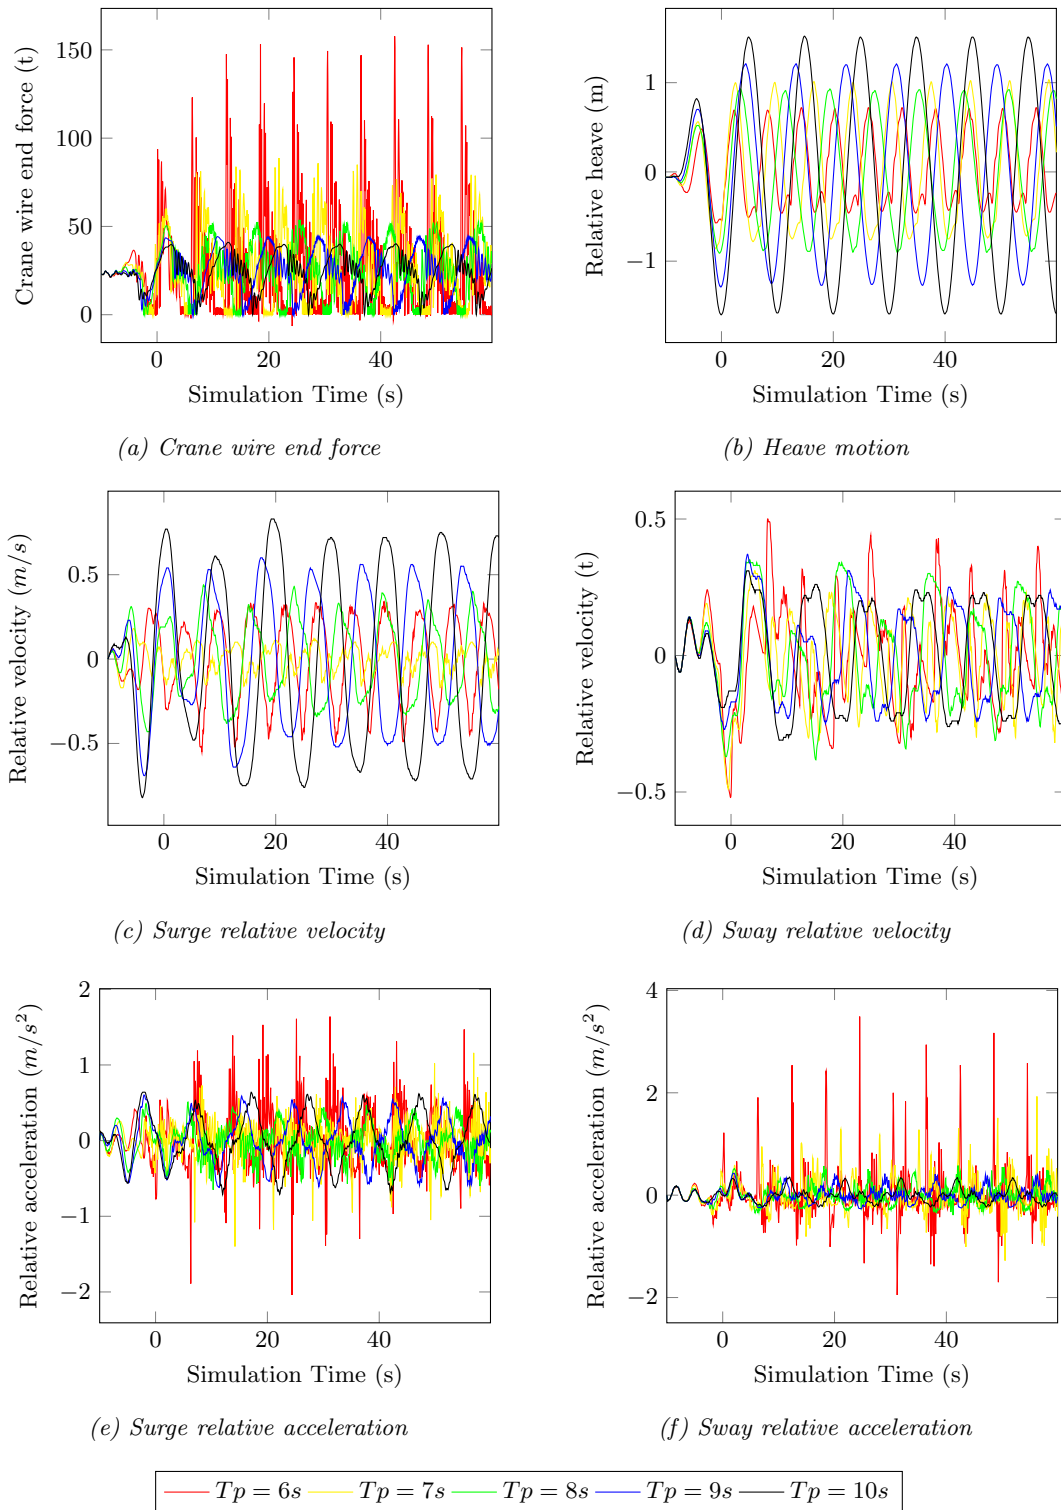 Crane wire end force (t)
150
100
50
0
0 20 40
Simulation Time (s)
(a) Crane wire end force
Relative heave (m)
1
0
−1
0 20 40
Simulation Time (s)
(b) Heave motion
Relative velocity (m/s)
0.5
0
−0.5
0 20 40
Simulation Time (s)
(c) Surge relative velocity
Relative velocity (t)
0.5
0
−0.5
0 20 40
Simulation Time (s)
(d) Sway relative velocity
Relative acceleration (m/s²)
2
1
0
−1
−2
0 20 40
Simulation Time (s)
(e) Surge relative acceleration
Relative acceleration (m/s²)
4
2
0
−2
0 20 40
Simulation Time (s)
(f) Sway relative acceleration
Tp = 6s Tp = 7s Tp = 8s Tp = 9s Tp = 10s